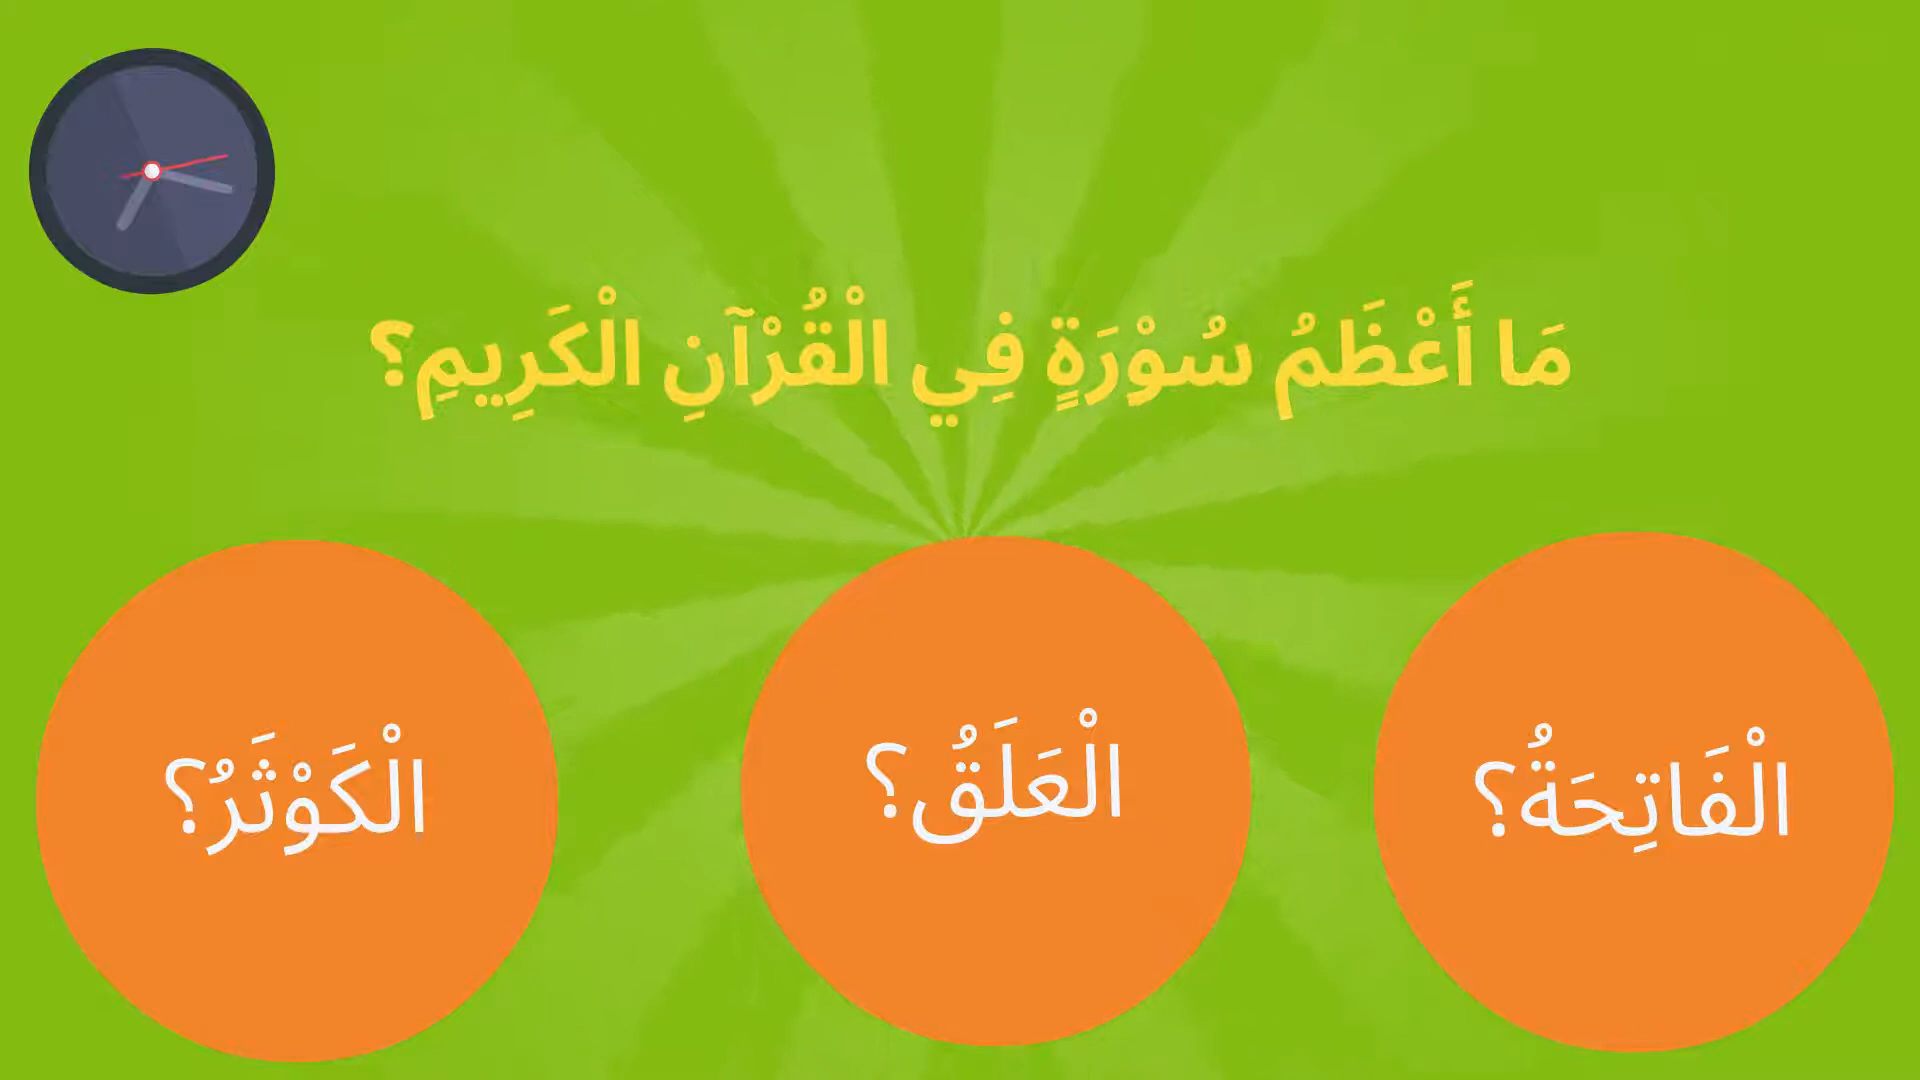 مَا أَعْظَمُ سُوْرَةٍ فِي الْقُرْآنِ الْكَرِيمِ؟
الْفَاتِحَةُ؟
الْعَلَقُ؟
الْكَوْثَرُ؟